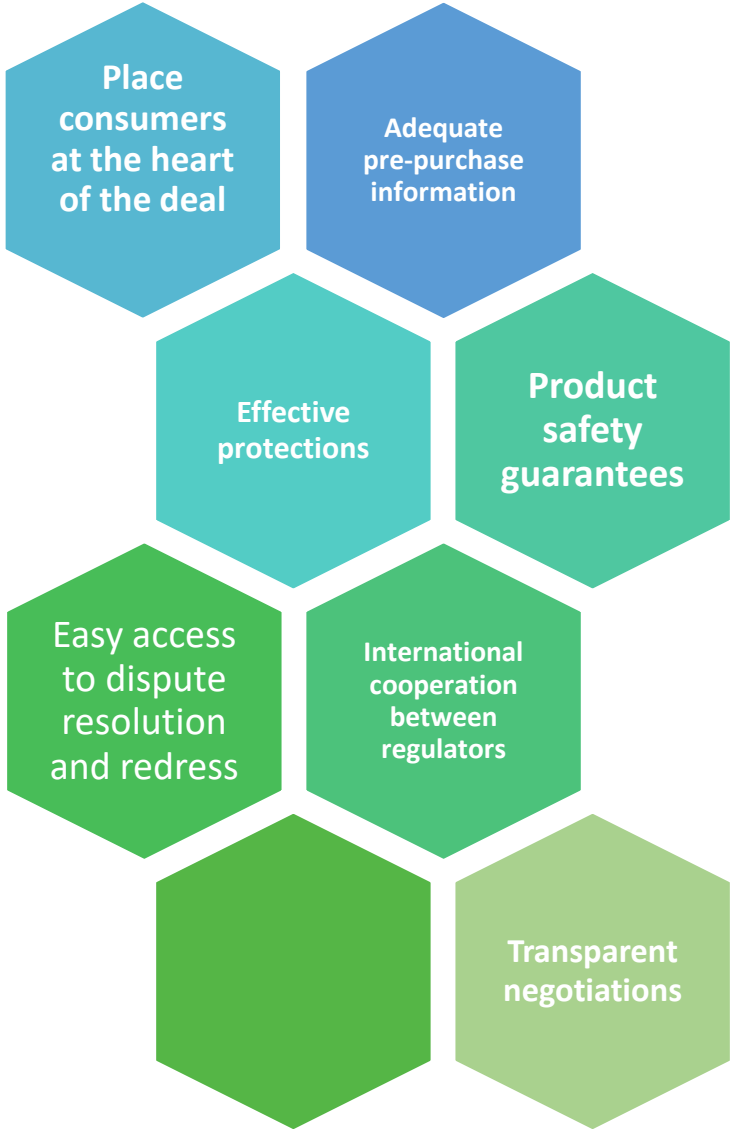 Place
consumers
at the heart
of the deal
Adequate
pre-purchase
information
Effective
protections
Product
safety
guarantees
Easy access
to dispute
resolution
and redress
International
cooperation
between
regulators
Transparent
negotiations